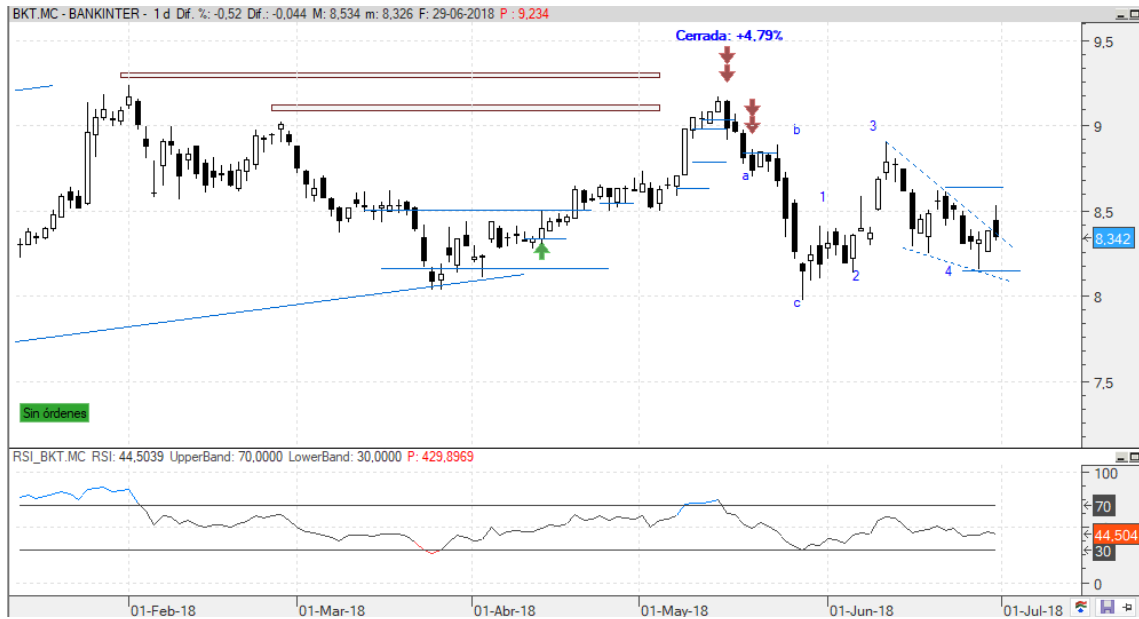 BKT.MC - BANKINTER - 1 d Dif. %: -0,52 Dif.: -0,044 M: 8,534 m: 8,326 F: 29-06-2018 P : 9,234
Cerrada: +4,79%
9,5
9
8,5
8,342
8
7,5
a
b
c
1
2
3
4
Sin órdenes
RSI_BKT.MC RSI: 44,5039 UpperBand: 70,0000 LowerBand: 30,0000 P: 429,8969
100
70
44,504
30
0
01-Feb-18 01-Mar-18 01-Abr-18 01-May-18 01-Jun-18 01-Jul-18